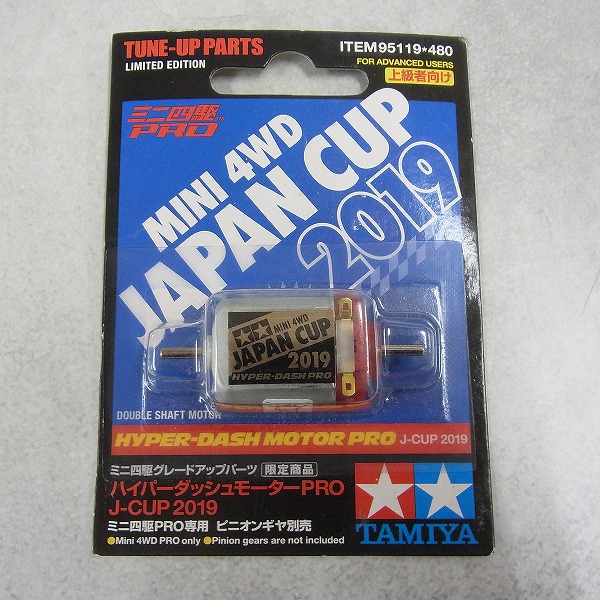 TUNE-UP PARTS
LIMITED EDITION
ITEM 95119*480
FOR ADVANCED USERS
上級者向け
ミニ四駆
PRO
MINI 4WD
JAPAN CUP
2019
MINI 4WD
JAPAN CUP
2019
HYPER-DASH PRO
DOUBLE SHAFT MOTOR
HYPER-DASH MOTOR PRO J-CUP 2019
ミニ四駆グレードアップパーツ 限定商品
ハイパーダッシュモーターPRO
J-CUP 2019
ミニ四駆PRO専用 ピニオンギヤ別売
●Mini 4WD PRO only ●Pinion gears are not included
TAMIYA